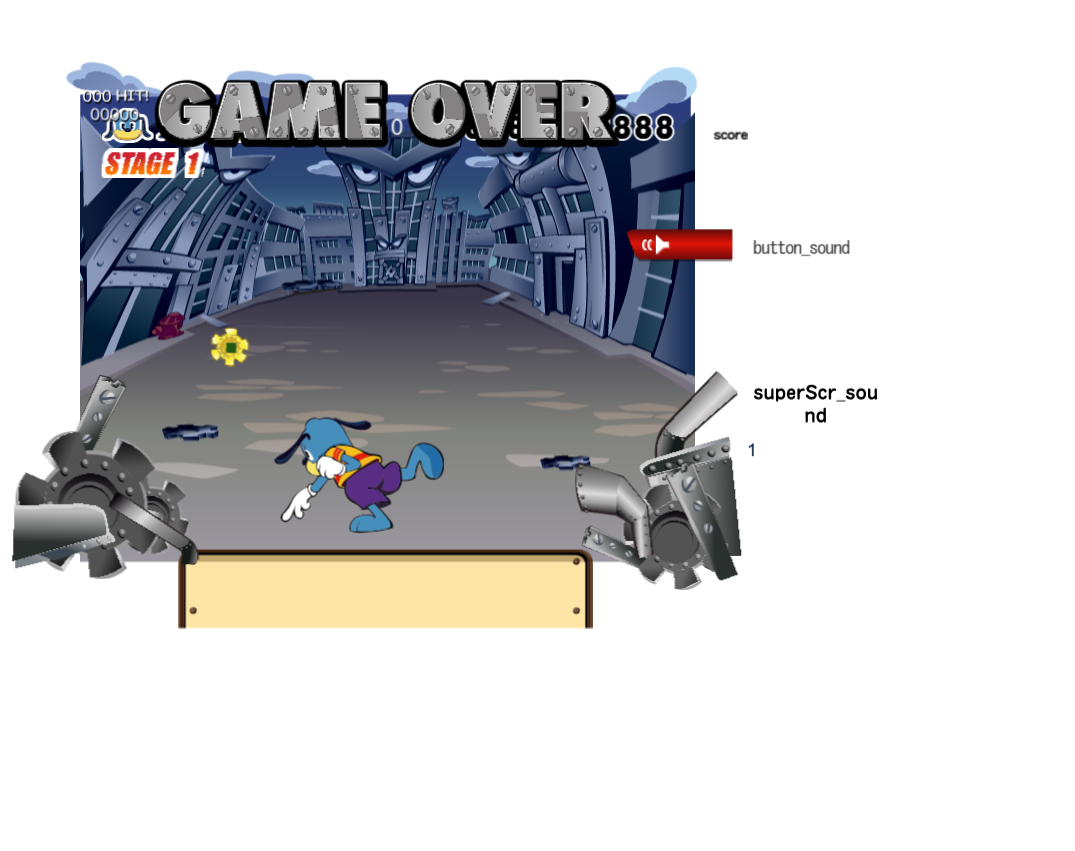 GAME OVER
000 HIT!
00000
888
score
STAGE 1
button_sound
superScr_sou
nd
1